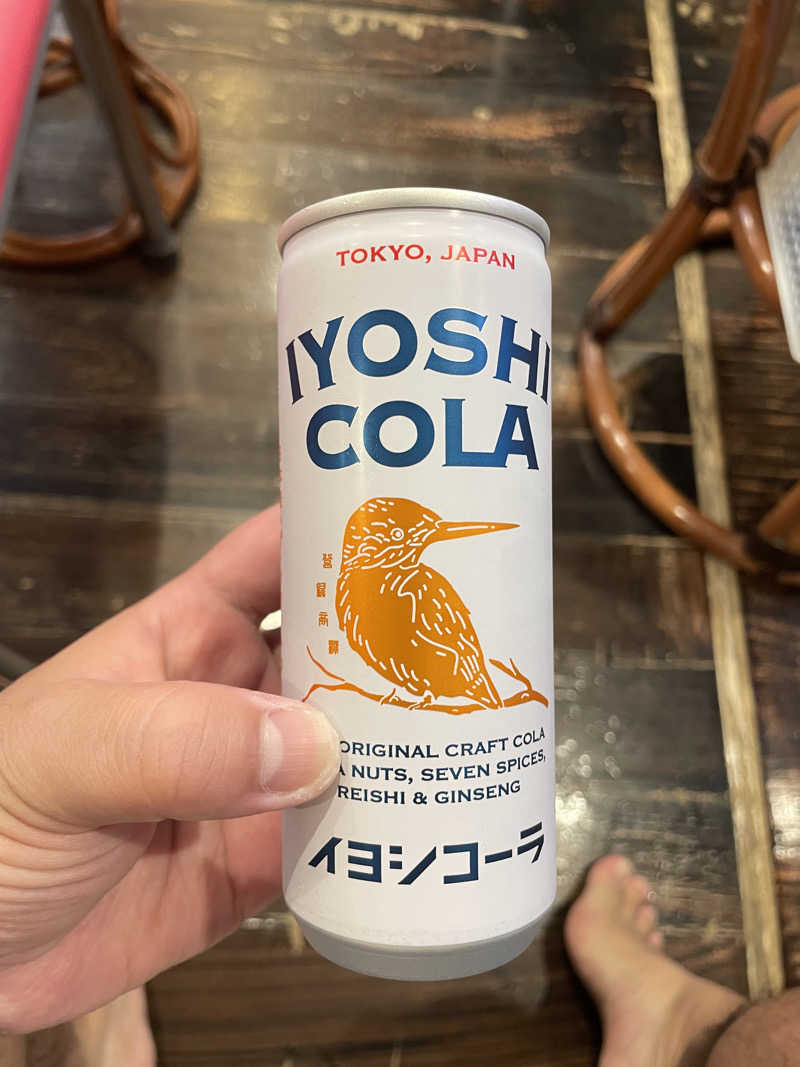 TOKYO, JAPAN
IYOSHI
COLA
ORIGINAL CRAFT COLA
NUTS, SEVEN SPICES,
REISHI & GINSENG
イヨシコーラ